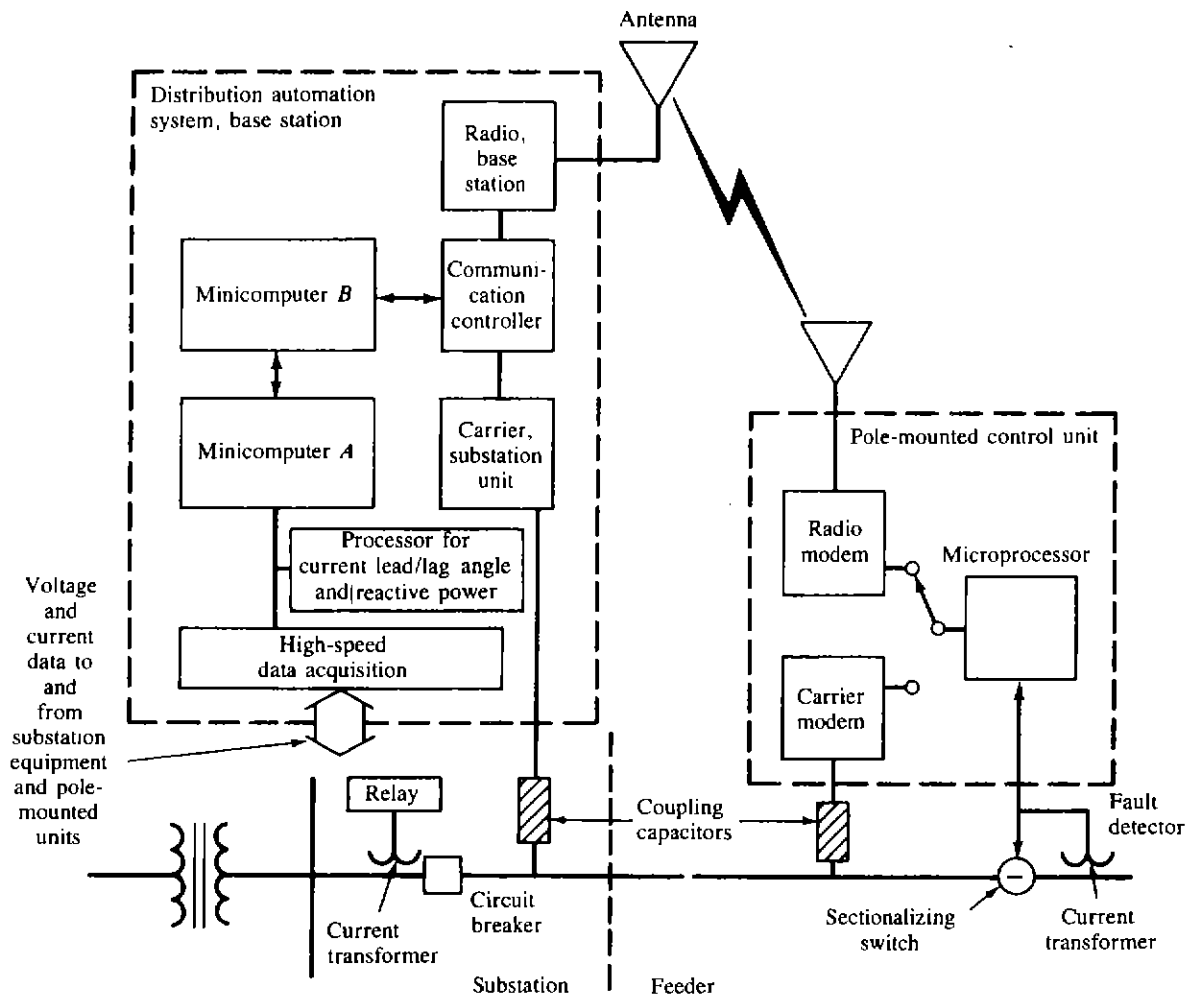 Antenna
Distribution automation
system, base station
Radio,
base
station
Minicomputer B
Communi-
cation
controller
Minicomputer A
Carrier,
substation
unit
Pole-mounted control unit
Processor for
current lead/lag angle
and reactive power
Radio
modem
Microprocessor
Voltage
and
current
data to
and
from
substation
equipment
and pole-
mounted
units
High-speed
data acquisition
Carrier
modem
Relay
Coupling
capacitors
Fault
detector
Circuit
breaker
Current
transformer
Sectionalizing
switch
Current
transformer
Substation
Feeder